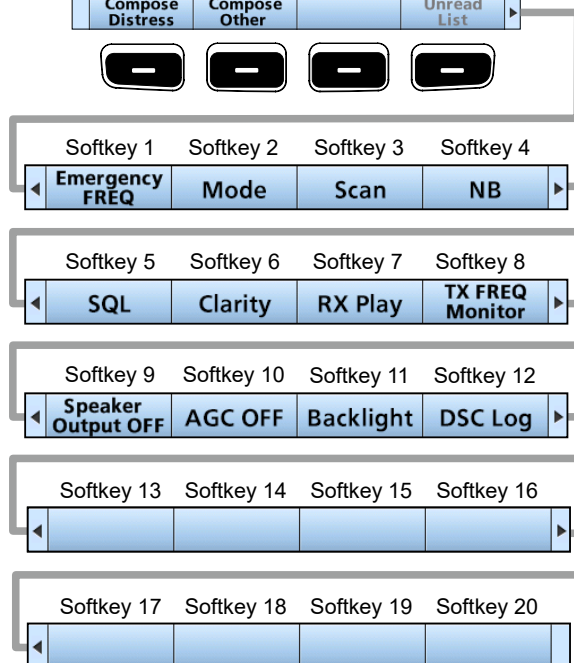 Compose Compose Unread
Distress Other List
Softkey 1 Softkey 2 Softkey 3 Softkey 4
Emergency
FREQ Mode Scan NB
Softkey 5 Softkey 6 Softkey 7 Softkey 8
SQL Clarity RX Play TX FREQ
Monitor
Softkey 9 Softkey 10 Softkey 11 Softkey 12
Speaker
Output OFF AGC OFF Backlight DSC Log
Softkey 13 Softkey 14 Softkey 15 Softkey 16
Softkey 17 Softkey 18 Softkey 19 Softkey 20